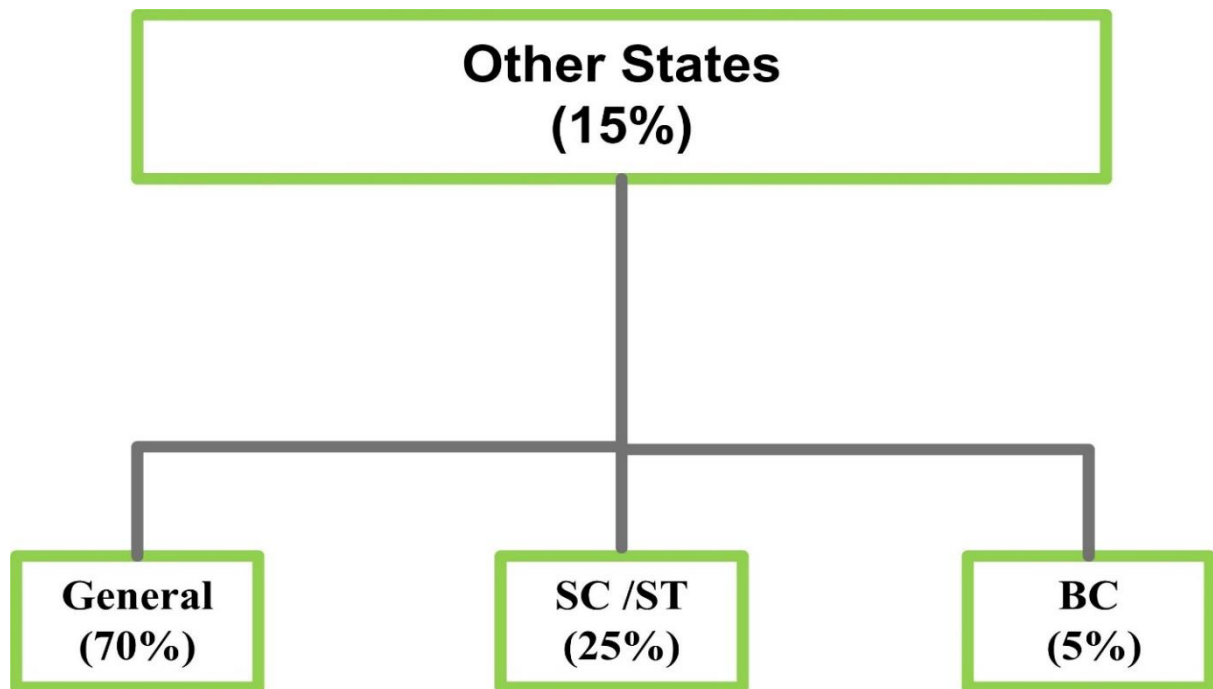 Other States
(15%)
General
(70%)
SC /ST
(25%)
BC
(5%)